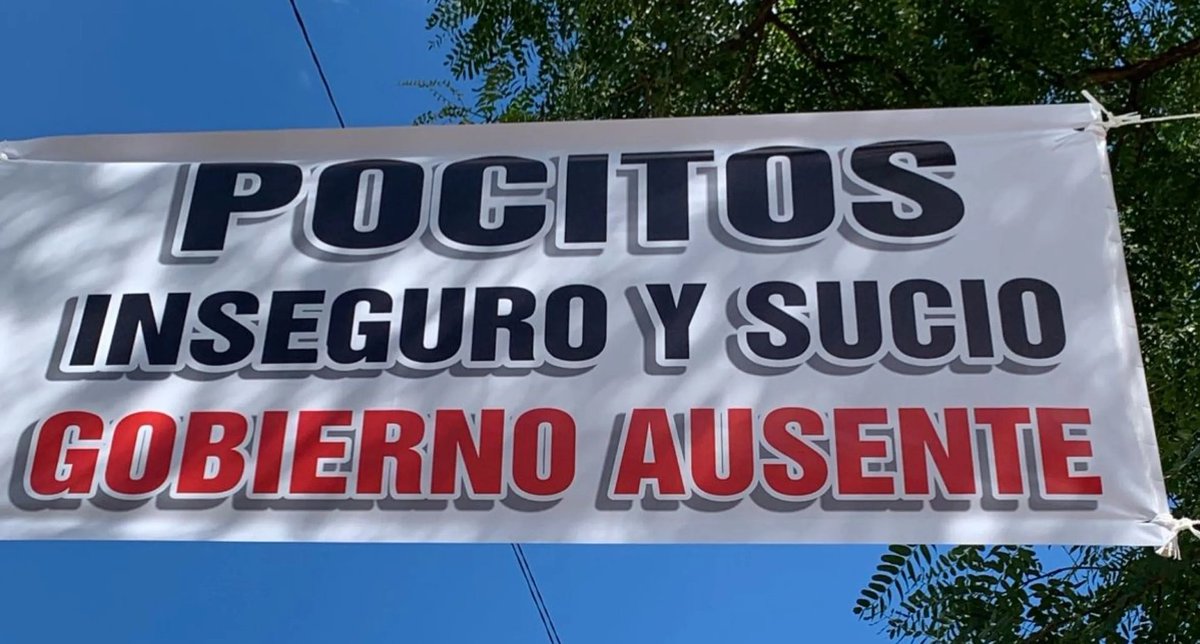 POCITOS
INSEGURO Y SUCIO
GOBIERNO AUSENTE